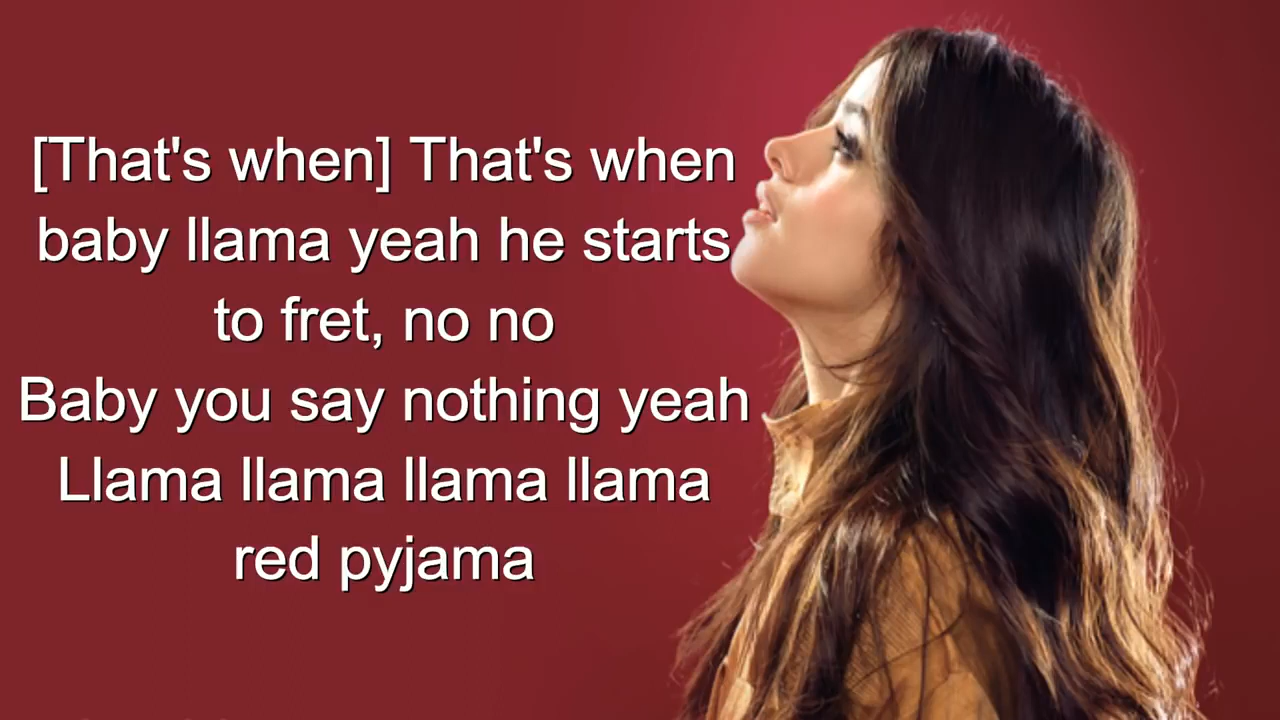 [That's when] That's when
baby llama yeah he starts
to fret, no no
Baby you say nothing yeah
Llama llama llama llama
red pyjama